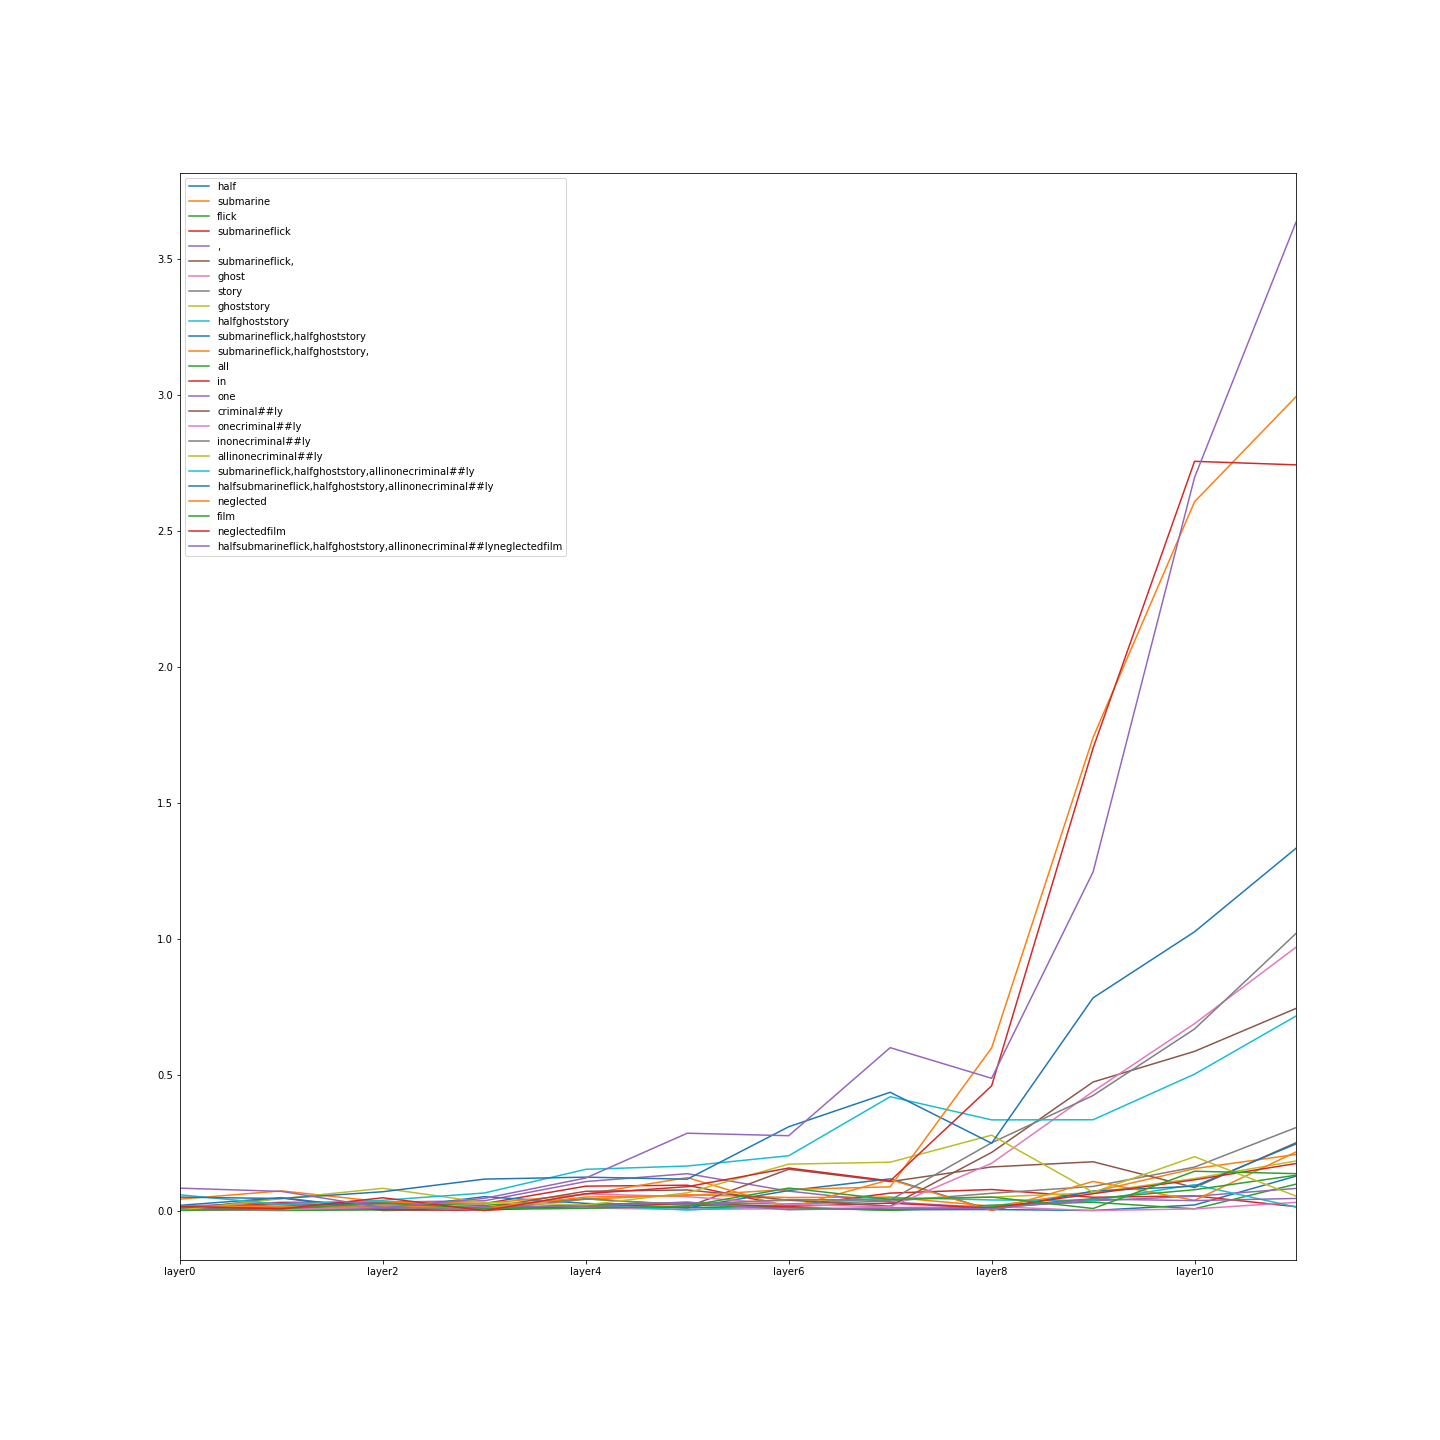 half
submarine
flick
submarineflick
,
submarineflick,
ghost
story
ghoststory
halfghoststory
submarineflick,halfghoststory
submarineflick,halfghoststory,
all
in
one
criminal##ly
onecriminal##ly
inonecriminal##ly
allinonecriminal##ly
submarineflick,halfghoststory,allinonecriminal##ly
halfsubmarineflick,halfghoststory,allinonecriminal##ly
neglected
film
neglectedfilm
halfsubmarineflick,halfghoststory,allinonecriminal##lyneglectedfilm
3.5
3.0
2.5
2.0
1.5
1.0
0.5
0.0
layer0 layer2 layer4 layer6 layer8 layer10